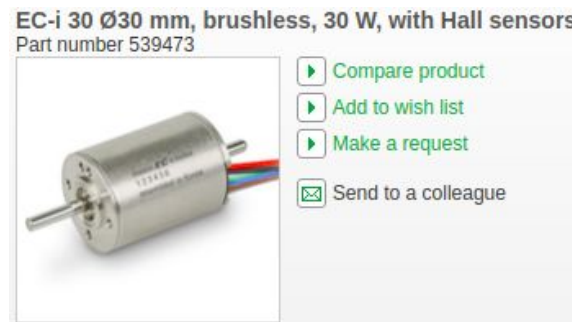 EC-i 30 Ø30 mm, brushless, 30 W, with Hall sensors
Part number 539473
Compare product
Add to wish list
Make a request
Send to a colleague
123456